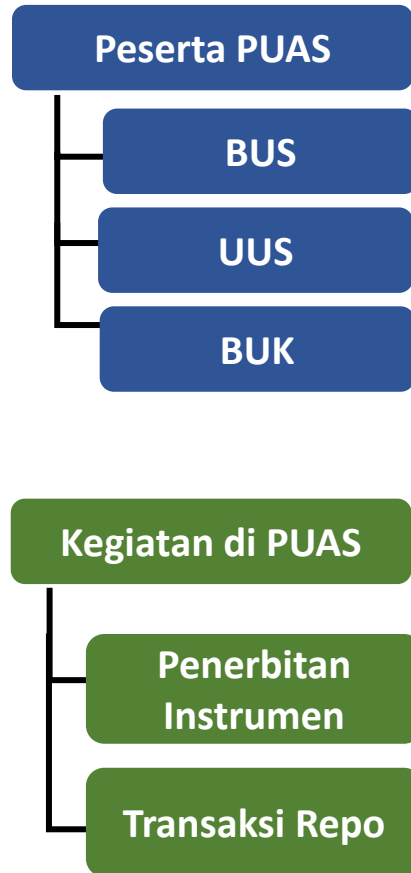 Peserta PUAS
BUS
UUS
BUK
Kegiatan di PUAS
Penerbitan
Instrumen
Transaksi Repo